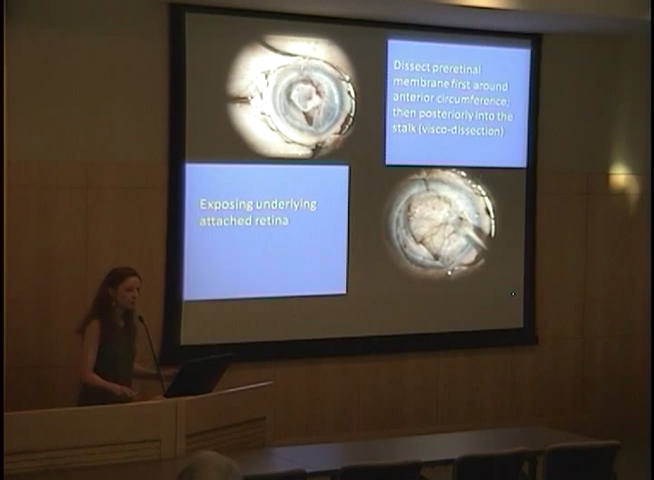 Dissect preretinal
membrane first around
anterior circumference,
then posteriorly into the
stalk (visco-dissection)
Exposing underlying
attached retina